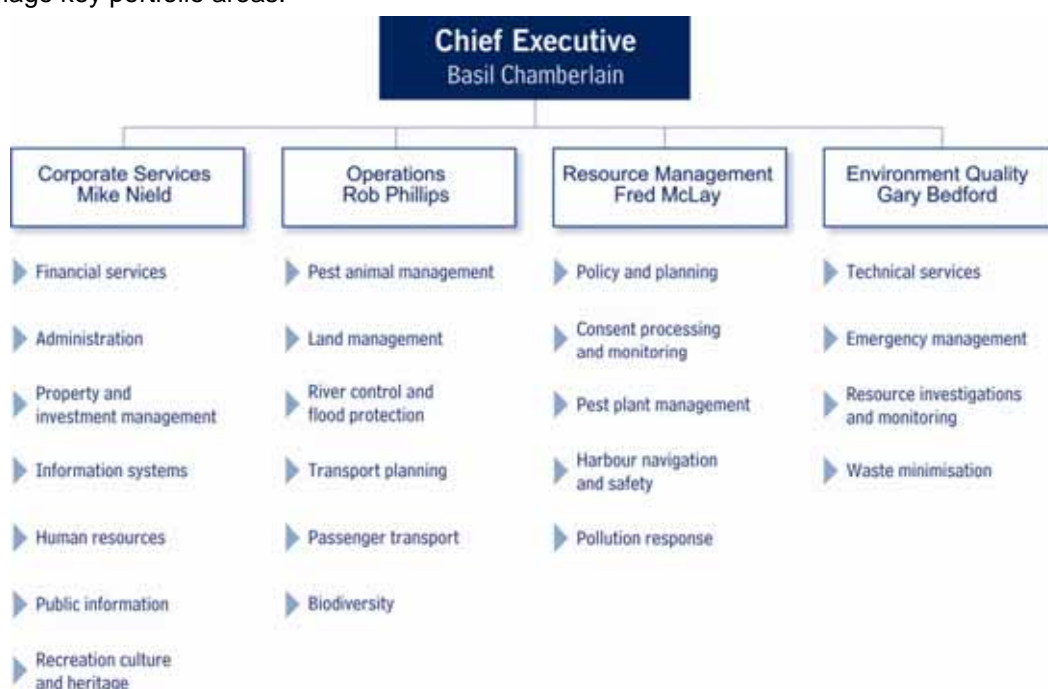 key portfolio areas.
Chief Executive
Basil Chamberlain
Corporate Services
Mike Nield
Operations
Rob Phillips
Resource Management
Fred McLay
Environment Quality
Gary Bedford
Financial services
Administration
Property and
investment management
Information systems
Human resources
Public information
Recreation culture
and heritage
Pest animal management
Land management
River control and
flood protection
Transport planning
Passenger transport
Biodiversity
Policy and planning
Consent processing
and monitoring
Pest plant management
Harbour navigation
and safety
Pollution response
Technical services
Emergency management
Resource investigations
and monitoring
Waste minimisation